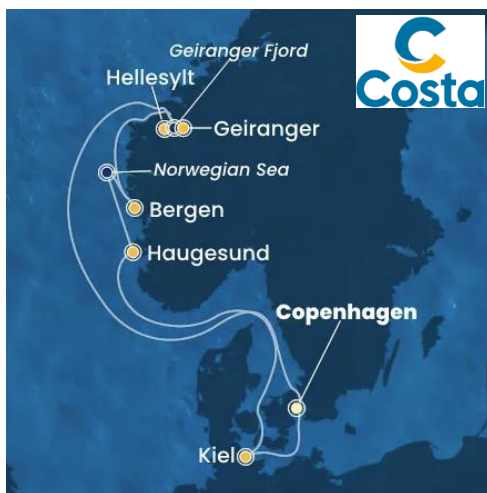 Geiranger Fjord
Costa
Hellesylt
Geiranger
Norwegian Sea
Bergen
Haugesund
Copenhagen
Kiel